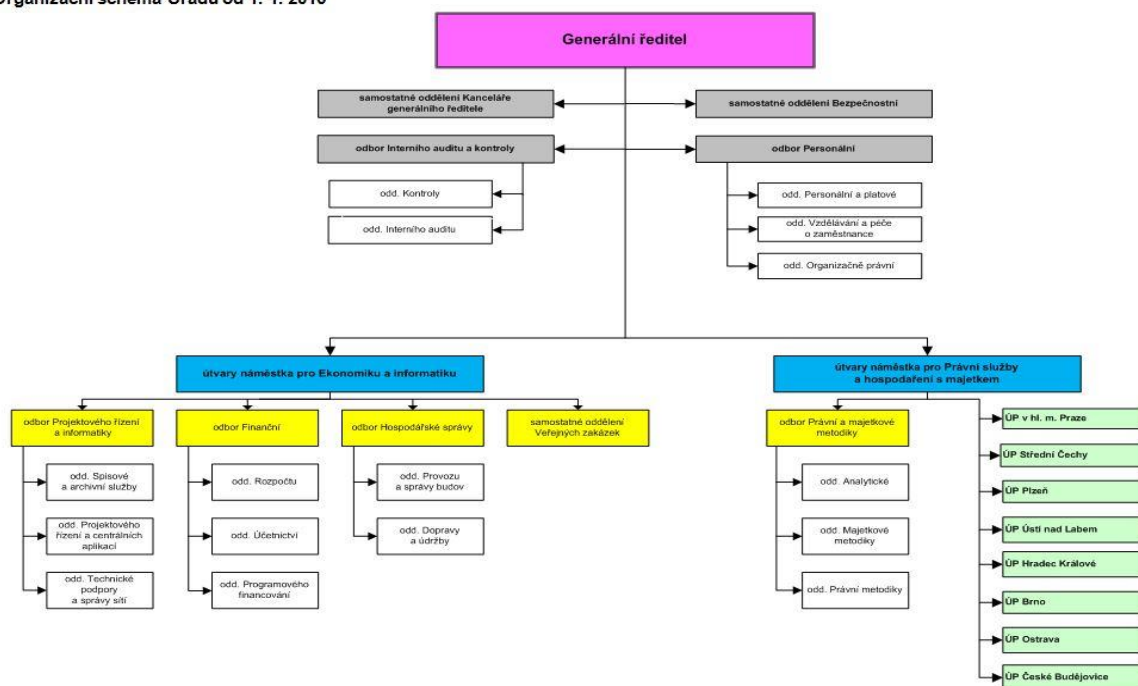 Organizační schéma Úřadu od 1. 1. 2010
Generální ředitel
samostatné oddělení Kanceláře
generálního ředitele
samostatné oddělení Bezpečnostní
odbor Interního auditu a kontroly
odbor Personální
odd. Kontroly
odd. Interního auditu
odd. Personální a platové
odd. Vzdělávání a péče
o zaměstnance
odd. Organizačně právní
útvary náměstka pro Ekonomiku a informatiku
útvary náměstka pro Právní služby
a hospodaření s majetkem
odbor Projektového řízení
a informatiky
odbor Finanční
odbor Hospodářské správy
samostatné oddělení
Veřejných zakázek
odbor Právní a majetkové
metodiky
odd. Spisové
a archivní služby
odd. Projektového
řízení a centrálních
aplikací
odd. Technické
podpory
a správy sítí
odd. Rozpočtu
odd. Účetnictví
odd. Programového
financování
odd. Provozu
a správy budov
odd. Dopravy
a údržby
odd. Analytické
odd. Majetkové
metodiky
odd. Právní metodiky
ÚP v hl. m. Praze
ÚP Střední Čechy
ÚP Plzeň
ÚP Ústí nad Labem
ÚP Hradec Králové
ÚP Brno
ÚP Ostrava
ÚP České Budějovice